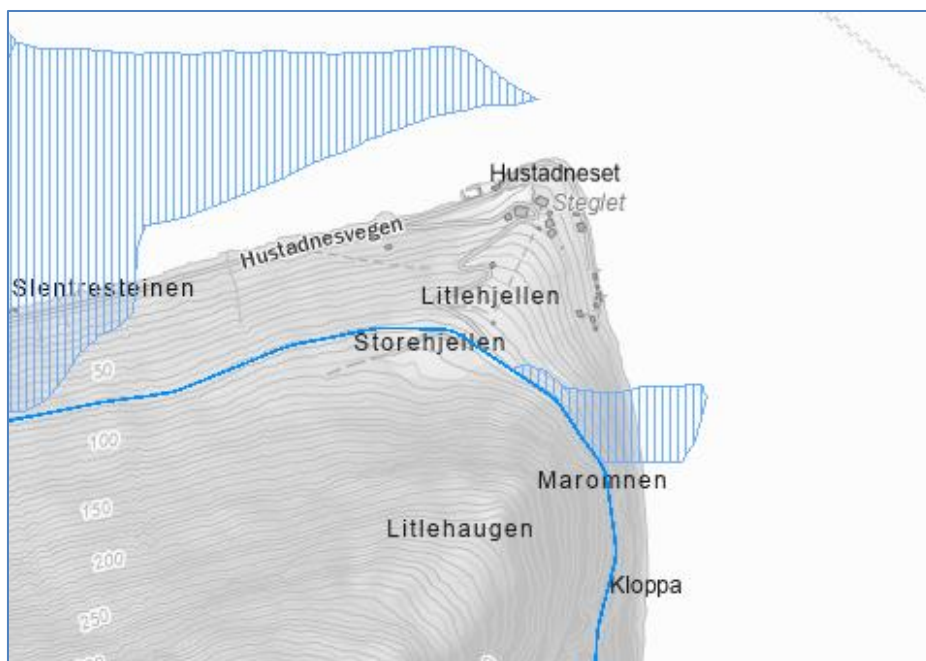 Hustadneset
Steglet
Hustadnesvegen
Slentresteinen
Litlehjellen
Storehjellen
50
100
Maromnen
150
Litlehaugen
200
Kloppa
250